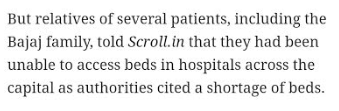 But relatives of several patients, including the
Bajaj family, told Scroll.in that they had been
unable to access beds in hospitals across the
capital as authorities cited a shortage of beds.